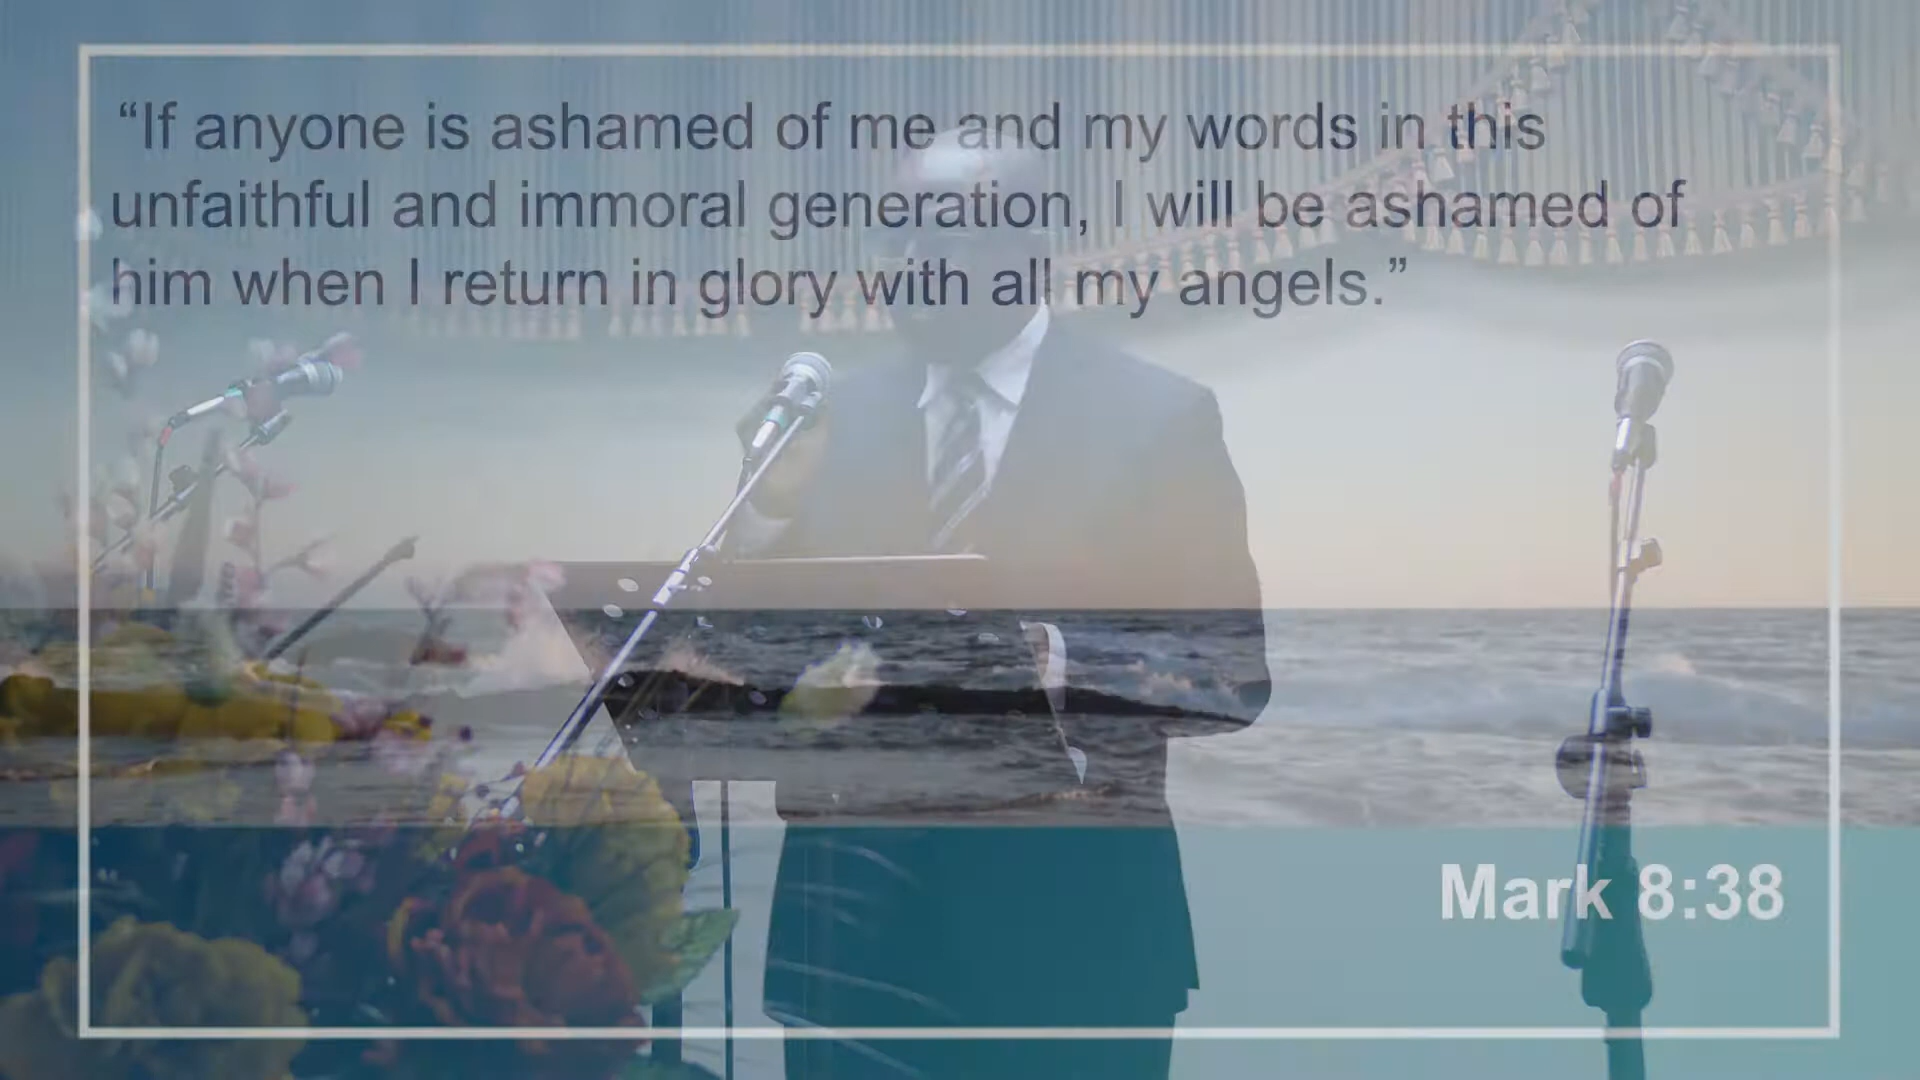 “If anyone is ashamed of me and my words in this
unfaithful and immoral generation, I will be ashamed of
him when I return in glory with all my angels.”
Mark 8:38